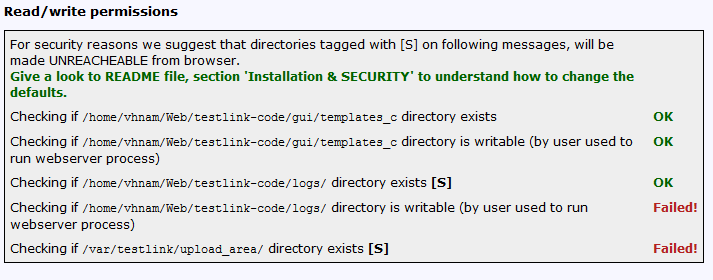 Read/write permissions
For security reasons we suggest that directories tagged with [S] on following messages, will be
made UNREACHEABLE from browser.
Give a look to README file, section 'Installation & SECURITY' to understand how to change the
defaults.
Checking if /home/vhnam/Web/testlink-code/gui/templates_c directory exists OK
Checking if /home/vhnam/Web/testlink-code/gui/templates_c directory is writable (by user used to OK
run webserver process)
Checking if /home/vhnam/Web/testlink-code/logs/ directory exists [S] OK
Checking if /home/vhnam/Web/testlink-code/logs/ directory is writable (by user used to run Failed!
webserver process)
Checking if /var/testlink/upload_area/ directory exists [S] Failed!